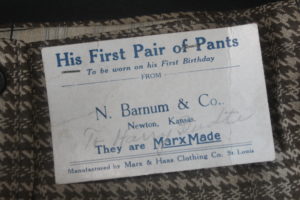 His First Pair of Pants
To be worn on his First Birthday
FROM
N. Barnum & Co.
Newton, Kansas.
They are MarxMade
Manufactured by Marx & Haas Clothing Co. St Louis